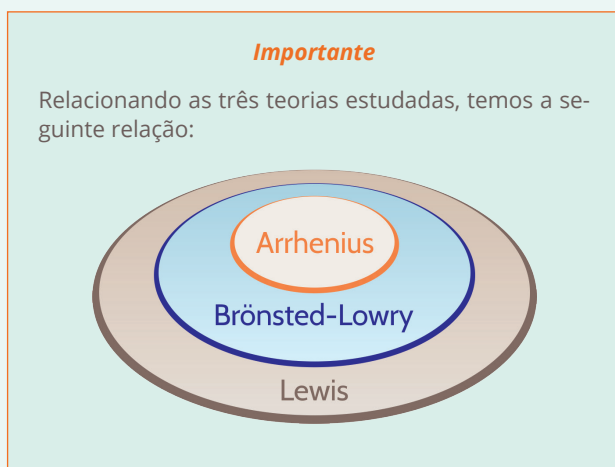 Importante
Relacionando as três teorias estudadas, temos a se-
guinte relação:
Arrhenius
Brönsted-Lowry
Lewis